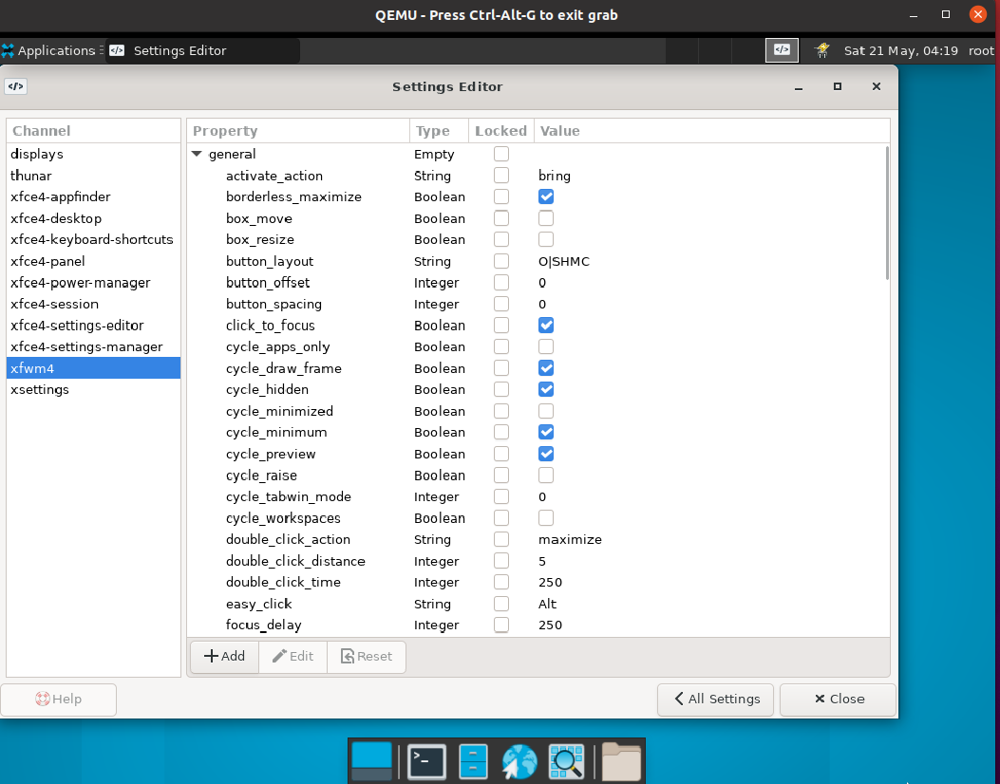 QEMU - Press Ctrl-Alt-G to exit grab
Applications Settings Editor Sat 21 May, 04:19 root
Settings Editor
Channel
displays
thunar
xfce4-appfinder
xfce4-desktop
xfce4-keyboard-shortcuts
xfce4-panel
xfce4-power-manager
xfce4-session
xfce4-settings-editor
xfce4-settings-manager
xfwm4
xsettings
Property Type Locked Value
general Empty
activate_action String bring
borderless_maximize Boolean
box_move Boolean
box_resize Boolean
button_layout String O|SHMC
button_offset Integer 0
button_spacing Integer 0
click_to_focus Boolean
cycle_apps_only Boolean
cycle_draw_frame Boolean
cycle_hidden Boolean
cycle_minimized Boolean
cycle_minimum Boolean
cycle_preview Boolean
cycle_raise Boolean
cycle_tabwin_mode Integer 0
cycle_workspaces Boolean
double_click_action String maximize
double_click_distance Integer 5
double_click_time Integer 250
easy_click String Alt
focus_delay Integer 250
Add Edit Reset
Help All Settings Close